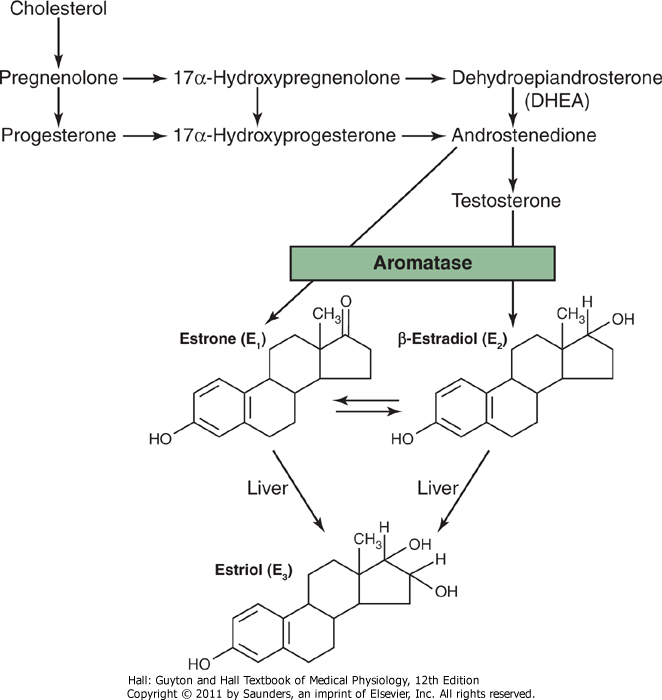 Cholesterol
Pregnenolone 17α-Hydroxypregnenolone Dehydroepiandrosterone
(DHEA)
Progesterone 17α-Hydroxyprogesterone Androstenedione
Testosterone
Aromatase
Estrone (E1) CH3 O
β-Estradiol (E2) CH3 H OH
HO
HO
Liver Liver
Estriol (E3) CH3 H OH
H
OH
HO
Hall: Guyton and Hall Textbook of Medical Physiology, 12th Edition
Copyright © 2011 by Saunders, an imprint of Elsevier, Inc. All rights reserved.